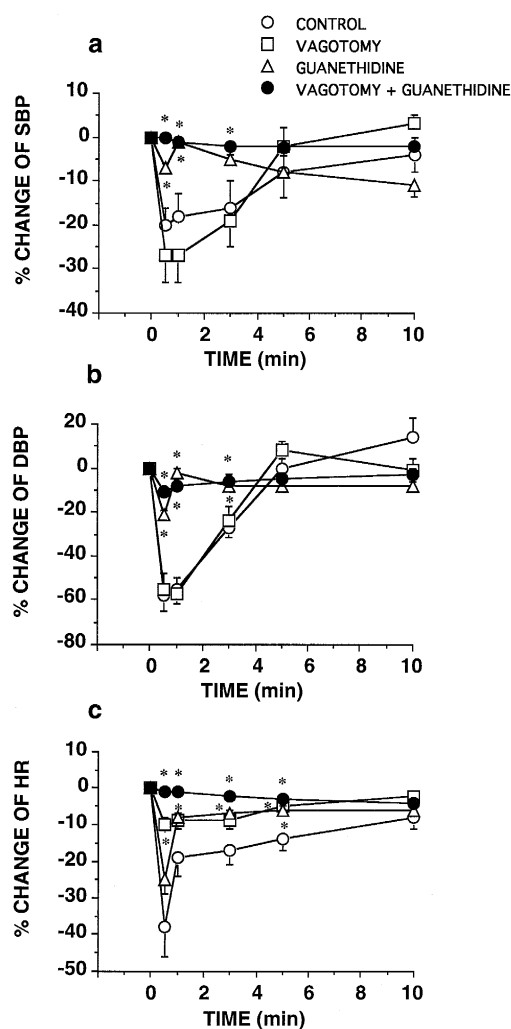 CONTROL
VAGOTOMY
GUANETHIDINE
VAGOTOMY + GUANETHIDINE
a
% CHANGE OF SBP
10
0
-10
-20
-30
-40
* * *
* *
0 2 4 6 8 10
TIME (min)
b
% CHANGE OF DBP
20
0
-20
-40
-60
-80
* * *
* * *
0 2 4 6 8 10
TIME (min)
c
% CHANGE OF HR
10
0
-10
-20
-30
-40
-50
* * * *
* * *
* *
0 2 4 6 8 10
TIME (min)